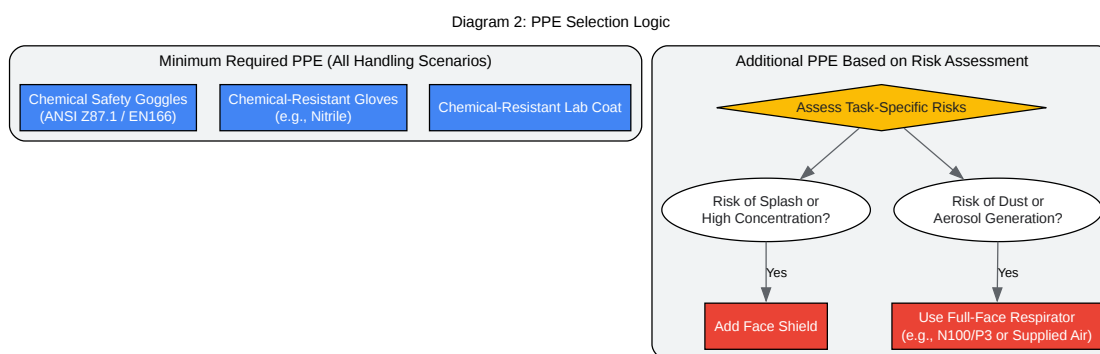 Diagram 2: PPE Selection Logic
Minimum Required PPE (All Handling Scenarios)
Chemical Safety Goggles
(ANSI Z87.1 / EN166)
Chemical-Resistant Gloves
(e.g., Nitrile)
Chemical-Resistant Lab Coat
Additional PPE Based on Risk Assessment
Assess Task-Specific Risks
Risk of Splash or
High Concentration?
Risk of Dust or
Aerosol Generation?
Yes
Yes
Add Face Shield
Use Full-Face Respirator
(e.g., N100/P3 or Supplied Air)